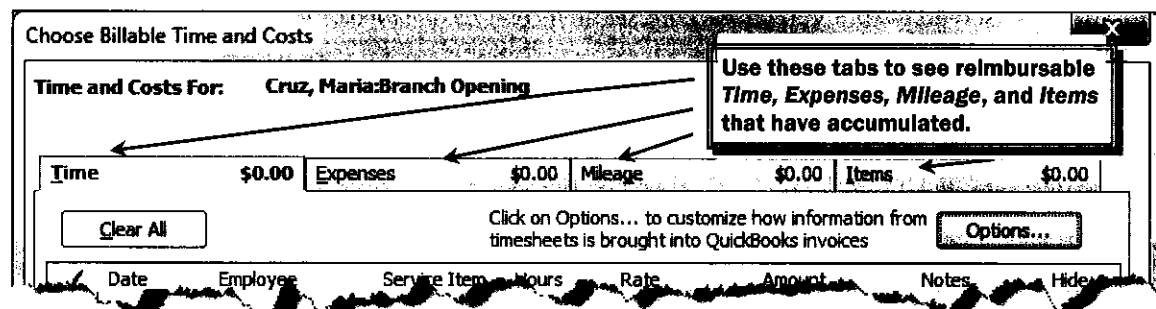 Choose Billable Time and Costs
X
Use these tabs to see reimbursable
Time, Expenses, Mileage, and Items
that have accumulated.
Time and Costs For: Cruz, Maria:Branch Opening
Time $0.00 Expenses $0.00 Mileage $0.00 Items $0.00
Clear All
Click on Options... to customize how information from
timesheets is brought into QuickBooks invoices
Options...
Date Employee Service Item Hours Rate Amount Notes Hide